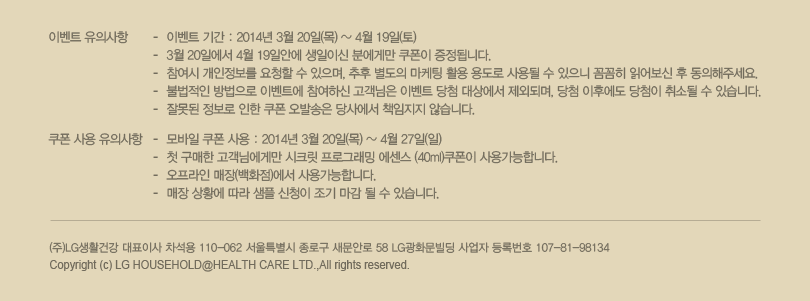 이벤트 유의사항 - 이벤트 기간 : 2014년 3월 20일(목) ~ 4월 19일(토)
- 3월 20일에서 4월 19일안에 생일이신 분에게만 쿠폰이 증정됩니다.
- 참여시 개인정보를 요청할 수 있으며, 추후 별도의 마케팅 활용 용도로 사용될 수 있으니 꼼꼼히 읽어보신 후 동의해주세요.
- 불법적인 방법으로 이벤트에 참여하신 고객님은 이벤트 당첨 대상에서 제외되며, 당첨 이후에도 당첨이 취소될 수 있습니다.
- 잘못된 정보로 인한 쿠폰 오발송은 당사에서 책임지지 않습니다.
쿠폰 사용 유의사항 - 모바일 쿠폰 사용 : 2014년 3월 20일(목) ~ 4월 27일(일)
- 첫 구매한 고객님에게만 시크릿 프로그래밍 에센스 (40ml)쿠폰이 사용가능합니다.
- 오프라인 매장(백화점)에서 사용가능합니다.
- 매장 상황에 따라 샘플 신청이 조기 마감 될 수 있습니다.
(주)LG생활건강 대표이사 차석용 110-062 서울특별시 종로구 새문안로 58 LG광화문빌딩 사업자 등록번호 107-81-98134
Copyright (c) LG HOUSEHOLD@HEALTH CARE LTD.,All rights reserved.